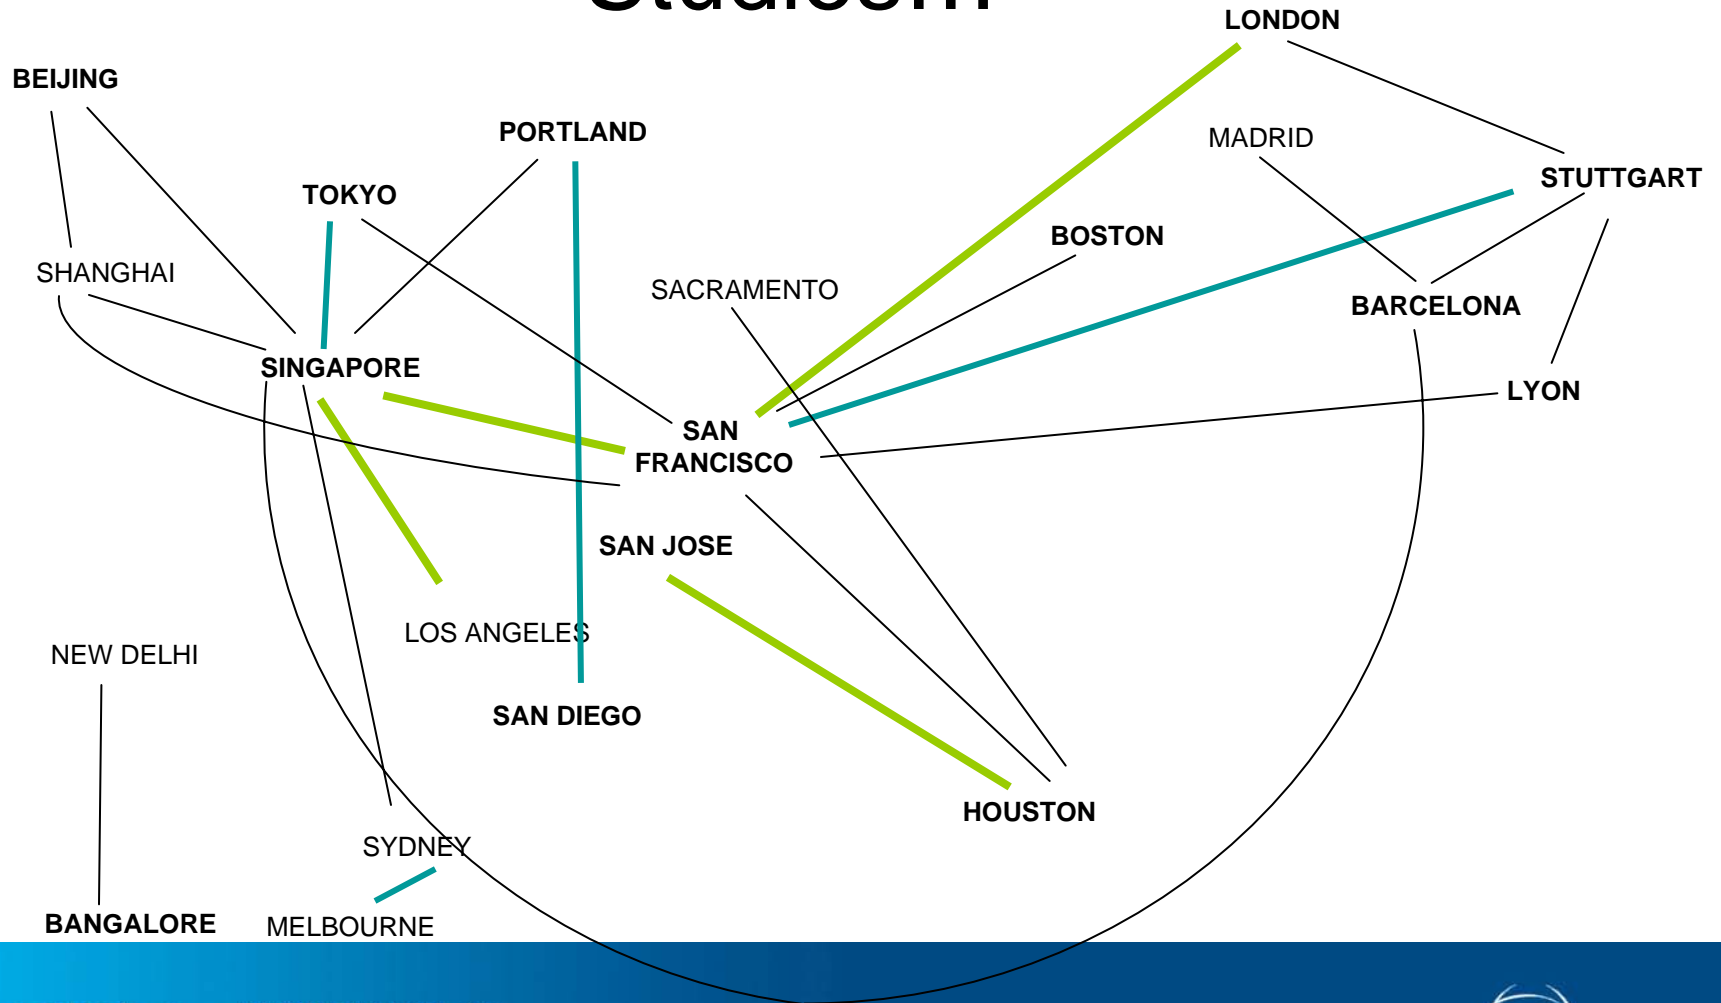 LONDON
BEIJING
PORTLAND
MADRID
STUTTGART
TOKYO
BOSTON
SHANGHAI
SACRAMENTO
BARCELONA
SINGAPORE
LYON
SAN
FRANCISCO
SAN JOSE
LOS ANGELES
NEW DELHI
SAN DIEGO
HOUSTON
SYDNEY
BANGALORE
MELBOURNE